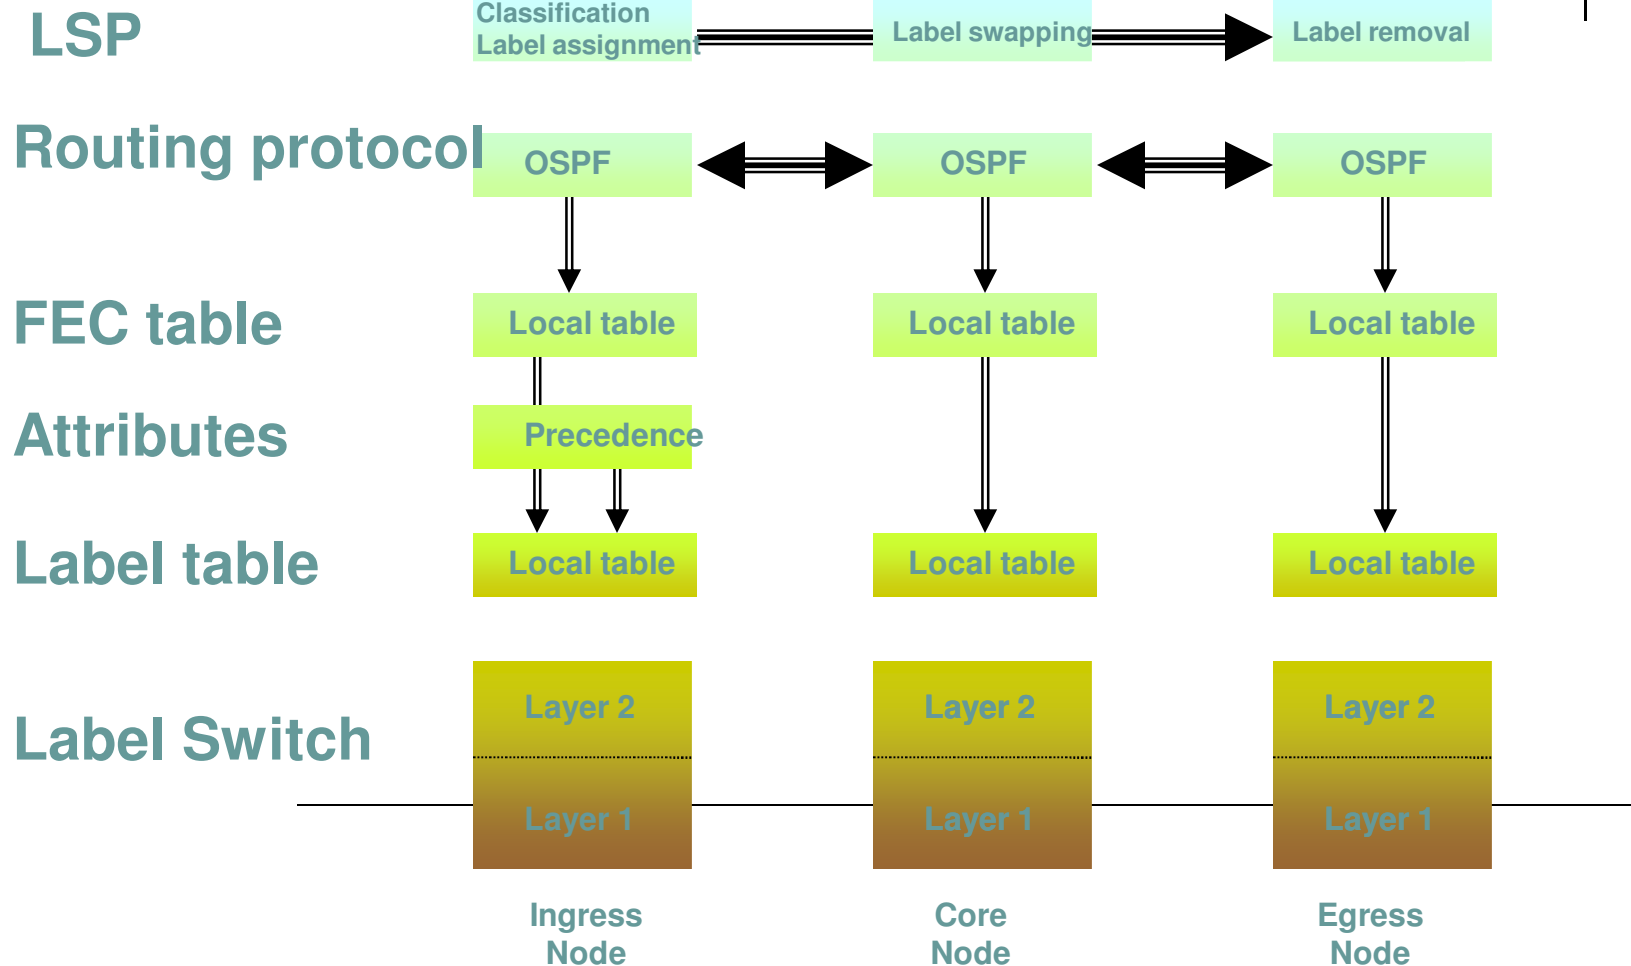 LSP
Classification
Label assignment
Label swapping
Label removal
Routing protocol
OSPF
OSPF
OSPF
FEC table
Local table
Local table
Local table
Attributes
Precedence
Label table
Local table
Local table
Local table
Label Switch
Layer 2
Layer 2
Layer 2
Layer 1
Layer 1
Layer 1
Ingress
Node
Core
Node
Egress
Node